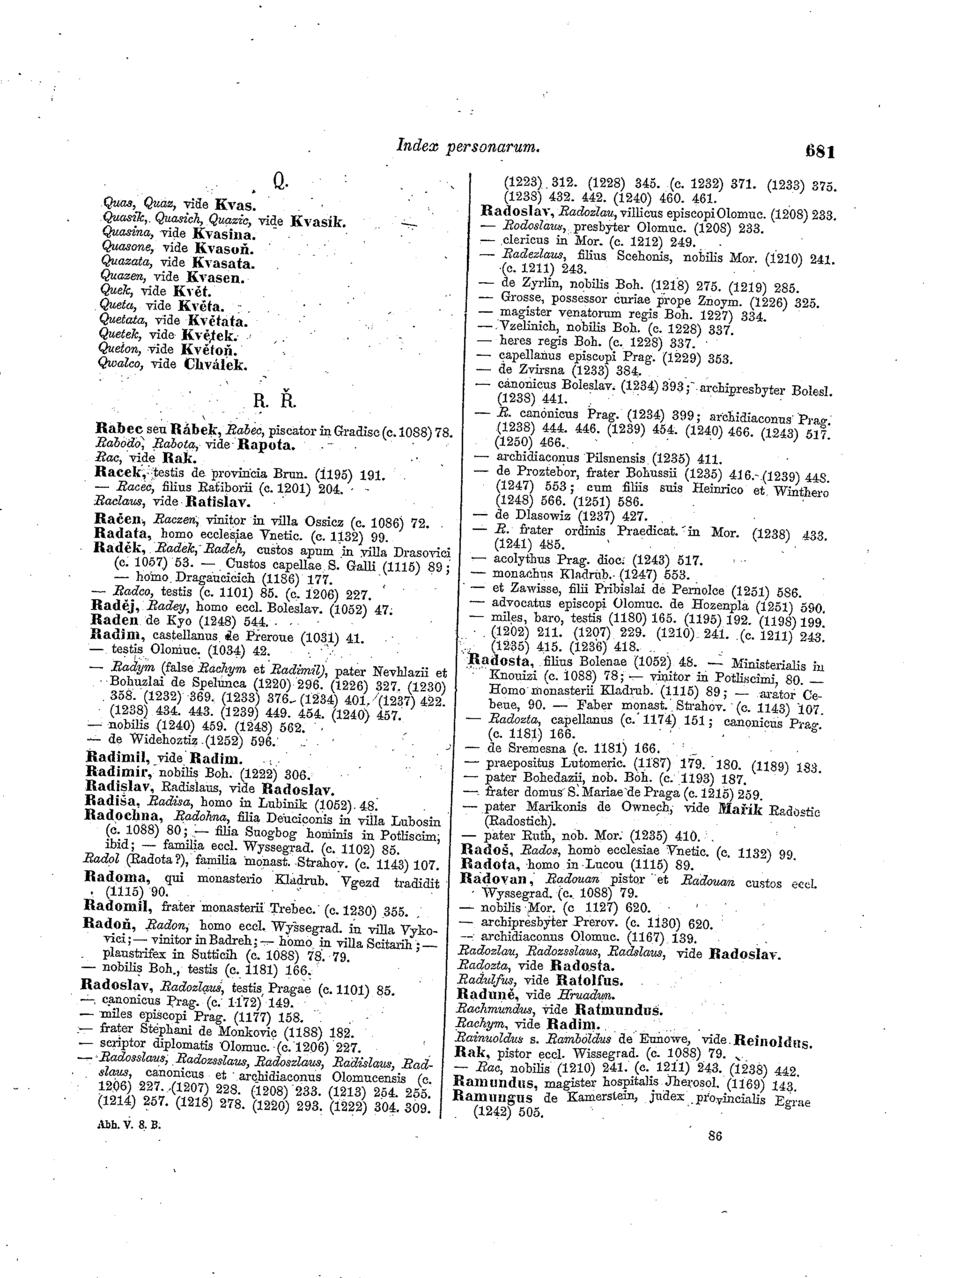 Index personarum.
681
Q.
Quas, Quaz, vide Kvas.
Quasik, Quasich, Quazic, vide Kvasík.
Quasina, vide Kvasina.
Quasone, vide Kvasoň.
Quazata, vide Kvasata.
Quazen, vide Kvasen.
Quek, vide Květ.
Queta, vide Květa.
Quetata, vide Květata.
Quetek, vide Květek.
Queton, vide Květoň.
Qwalco, vide Chválek.
R. Ř.
Rabec seu Rábek, Rabec, piscator in Gradisc (c. 1088) 78.
Rabodo, Rabota, vide Rapota.
Rac, vide Rak.
Racek, testis de provincia Brun. (1195) 191.
— Racec, filius Ratiborii (c. 1201) 204.
Raclaus, vide Ratislav.
Račen, Raczen, vinitor in villa Ossicz (c. 1086) 72.
Radata, homo ecclesiae Vnetic. (c. 1132) 99.
Raděk, Radek, Radeh, custos apum in villa Drasovici
(c. 1057) 53. — Custos capellae S. Galli (1115) 89;
— homo Dragancicich (1186) 177.
— Radco, testis (c. 1101) 85. (c. 1206) 227.
Raděj, Radey, homo eccl. Boleslav. (1052) 47.
Raden de Kyo (1248) 544.
Radim, castellanus de Preroue (1031) 41.
— testis Olomuc. (1034) 42.
— Radym (false Rachym et Radimil), pater Nevhlazii et
Bohuzlai de Spelunca (1220) 296. (1226) 327. (1230)
358. (1232) 369. (1233) 376. (1234) 401. (1237) 422.
(1238) 434. 443. (1239) 449. 454. (1240) 457.
— nobilis (1240) 459. (1248) 562.
— de Widehoztiz (1252) 596.
Radimil, vide Radim.
Radimir, nobilis Boh. (1222) 306.
Radislav, Radislaus, vide Radoslav.
Radiša, Radisa, homo in Lubinik (1052) 48.
Radochna, Radohna, filia Deuciconis in villa Lubosin
(c. 1088) 80; — filia Suogbog hominis in Potliscim,
ibid; — familia eccl. Wyssegrad. (c. 1102) 85.
Radol (Radota?), familia monast. Strahov. (c. 1143) 107.
Radoma, qui monasterio Kladrub. Vgezd tradidit
(1115) 90.
Radomil, frater monasterii Trebec. (c. 1230) 355.
Radoň, Radon, homo eccl. Wyssegrad. in villa Vyko-
vici; — vinitor in Badreh; — homo in villa Scitarih; —
plaustrifex in Sutticih (c. 1088) 78. 79.
— nobilis Boh., testis (c. 1181) 166.
Radoslav, Radozlaus, testis Pragae (c. 1101) 85.
— canonicus Prag. (c. 1172) 149.
— miles episcopi Prag. (1177) 158.
— frater Stephani de Monkovic (1188) 182.
— scriptor diplomatis Olomuc. (c. 1206) 227.
— Radosslaus, Radozsslaus, Radoszlaus, Radislaus, Rad-
slaus, canonicus et archidiaconus Olomucensis (c.
1206) 227. (1207) 228. (1208) 233. (1213) 254. 255.
(1214) 257. (1218) 278. (1220) 293. (1222) 304. 309.
Abh. V. 8. B.
(1223) 312. (1228) 345. (c. 1232) 371. (1233) 375.
(1238) 432. 442. (1240) 460. 461.
Radoslav, Radozlau, villicus episcopi Olomuc. (1208) 233.
— Rodoslaus, presbyter Olomuc. (1208) 233.
— clericus in Mor. (c. 1212) 249.
— Radezlaus, filius Scehonis, nobilis Mor. (1210) 241.
(c. 1211) 243.
— de Zyrlin, nobilis Boh. (1218) 275. (1219) 285.
— Grosse, possessor curiae prope Znoym. (1226) 325.
— magister venatorum regis Boh. 1227) 334.
— Vzelinich, nobilis Boh. (c. 1228) 337.
— heres regis Boh. (c. 1228) 337.
— capellanus episcopi Prag. (1229) 353.
— de Zvirsna (1233) 384.
— canonicus Boleslav. (1234) 393; archipresbyter Bolesl.
(1238) 441.
— R. canonicus Prag. (1234) 399; archidiaconus Prag.
(1238) 444. 446. (1239) 454. (1240) 466. (1243) 517.
(1250) 466.
— archidiaconus Pilsnensis (1235) 411.
— de Proztebor, frater Bohussii (1235) 416. (1239) 448.
(1247) 553; cum filiis suis Heinrico et Winthero
(1248) 566. (1251) 586.
— de Dlasowiz (1237) 427.
— R. frater ordinis Praedicat. in Mor. (1238) 433.
(1241) 485.
— acolythus Prag. dioc. (1243) 517.
— monachus Kladrub. (1247) 553.
— et Zawisse, filii Pribislai de Pernolce (1251) 586.
— advocatus episcopi Olomuc. de Hozenpla (1251) 590.
— miles, baro, testis (1180) 165. (1195) 192. (1198) 199.
(1202) 211. (1207) 229. (1210) 241. (c. 1211) 243.
(1235) 415. (1236) 418.
Radosta, filius Bolenae (1052) 48. — Ministerialis in
Knouizi (c. 1088) 78; — vinitor in Potliscimi, 80. —
Homo monasterii Kladrub. (1115) 89; — arator Ce-
beue, 90. — Faber monast. Strahov. (c. 1143) 107.
— Radozta, capellanus (c. 1174) 151; canonicus Prag.
(c. 1181) 166.
— de Sremesna (c. 1181) 166.
— praepositus Lutomeric. (1187) 179. 180. (1189) 183.
— pater Bohedazii, nob. Boh. (c. 1193) 187.
— frater domus S. Mariae de Praga (c. 1215) 259.
— pater Marikonis de Ownech, vide Mařík Radostic
(Radostich).
— pater Ruth, nob. Mor. (1235) 410.
Radoš, Rados, homo ecclesiae Vnetic. (c. 1132) 99.
Radota, homo in Lucou (1115) 89.
Radovan, Radouan pistor et Radouan custos eccl.
Wyssegrad. (c. 1088) 79.
— nobilis Mor. (c 1127) 620.
— archipresbyter Prerov. (c. 1130) 620.
— archidiaconus Olomuc. (1167) 139.
Radozlau, Radozsslaus, Radslaus, vide Radoslav.
Radozta, vide Radosta.
Radulfus, vide Ratolfus.
Raduně, vide Hruadun.
Rachmundus, vide Ratmundus.
Rachym, vide Radim.
Rainuoldus s. Ramboldus de Eunowe, vide Reinoldus.
Rak, pistor eccl. Wissegrad. (c. 1088) 79.
— Rac, nobilis (1210) 241. (c. 1211) 243. (1238) 442.
Ramundus, magister hospitalis Jherosol. (1169) 143.
Ramungus de Kamerstein, judex provincialis Egrae
(1242) 505.
86